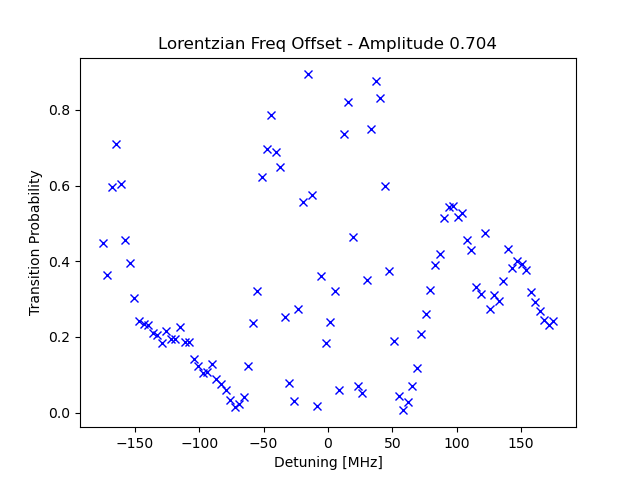 Lorentzian Freq Offset - Amplitude 0.704
Transition Probability
0.8
0.6
0.4
0.2
0.0
−150 −100 −50 0 50 100 150
Detuning [MHz]